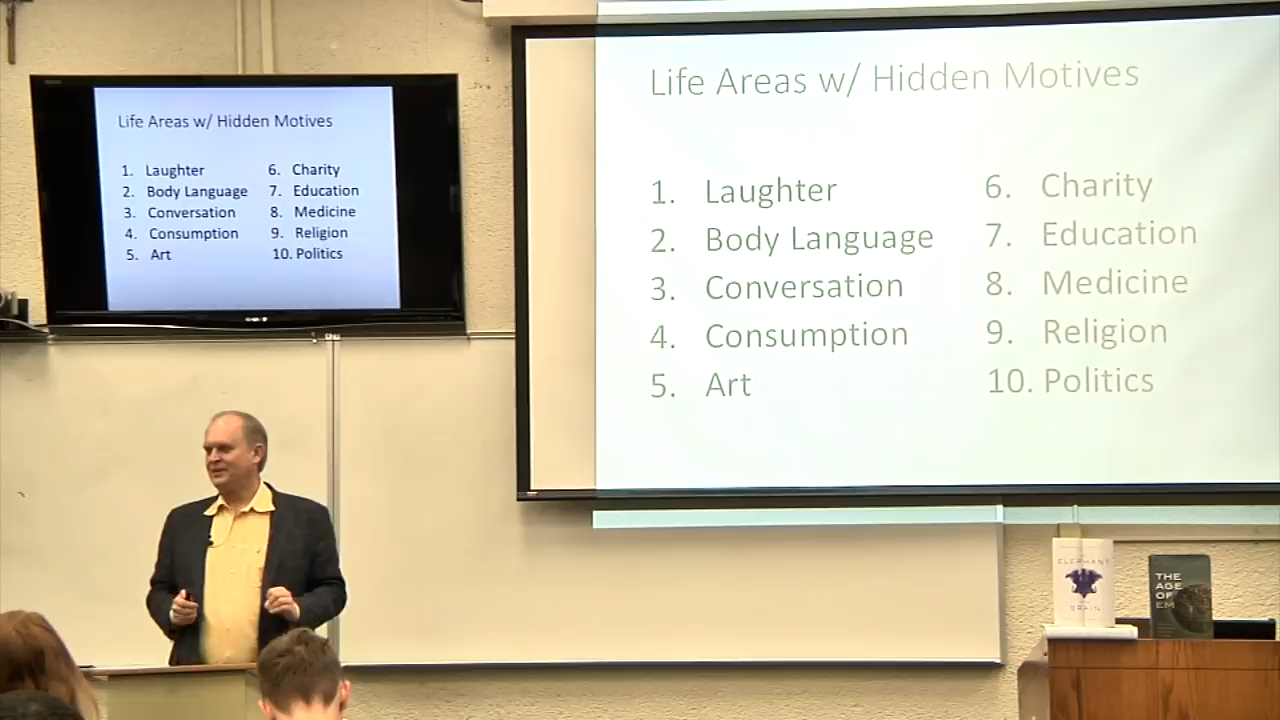 Life Areas w/ Hidden Motives
1. Laughter
2. Body Language
3. Conversation
4. Consumption
5. Art
6. Charity
7. Education
8. Medicine
9. Religion
10. Politics
Life Areas w/ Hidden Motives
1. Laughter
2. Body Language
3. Conversation
4. Consumption
5. Art
6. Charity
7. Education
8. Medicine
9. Religion
10. Politics
ELEPHANT
BRAIN
THE
AGE
OF
EM